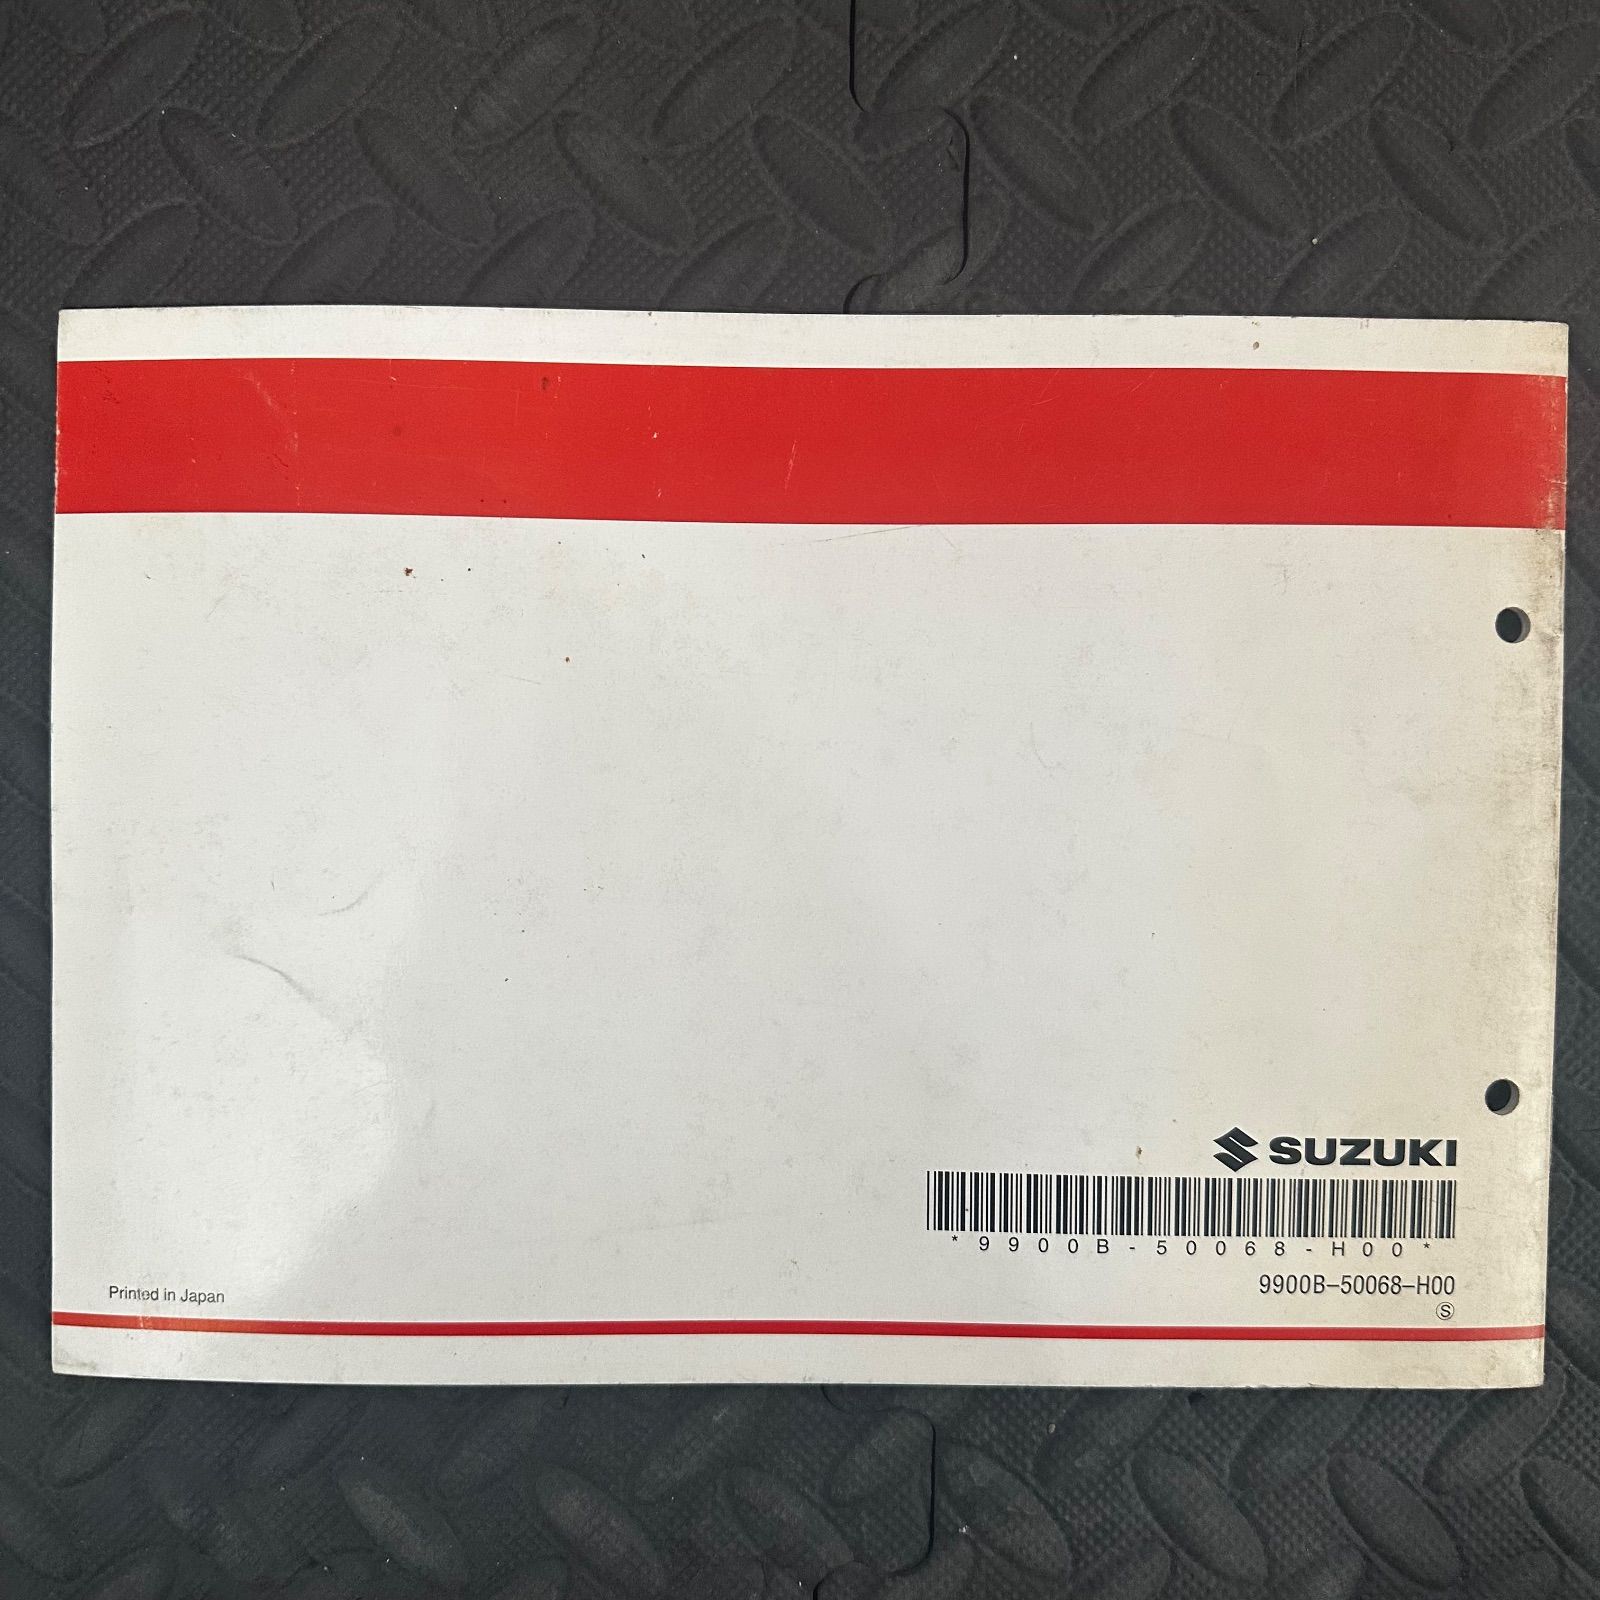 SUZUKI
*9900B-50068-H00*
9900B-50068-H00
Ⓢ
Printed in Japan